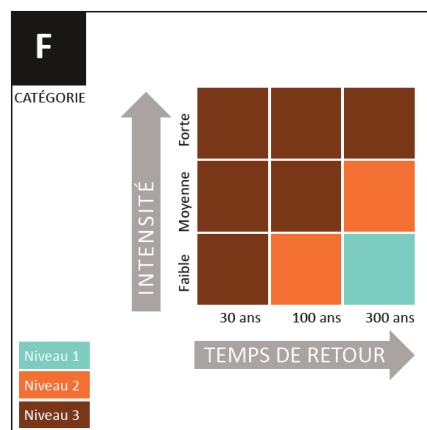 F
CATÉGORIE
INTENSITÉ
Forte
Moyenne
Faible
30 ans 100 ans 300 ans
TEMPS DE RETOUR
Niveau 1
Niveau 2
Niveau 3